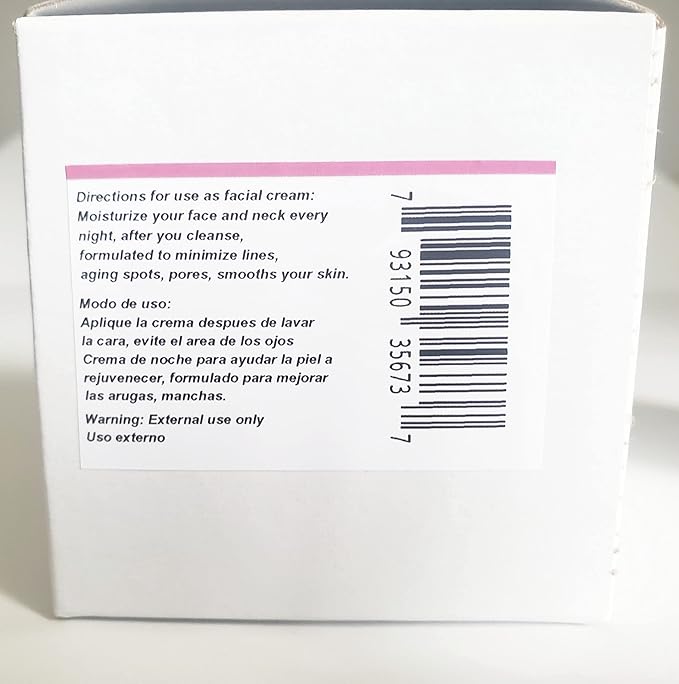 Directions for use as facial cream:
Moisturize your face and neck every
night, after you cleanse,
formulated to minimize lines,
aging spots, pores, smooths your skin.
Modo de uso:
Aplique la crema despues de lavar
la cara, evite el area de los ojos
Crema de noche para ayudar la piel a
rejuvenecer, formulado para mejorar
las arugas, manchas.
Warning: External use only
Uso externo
7 93150 35673 7